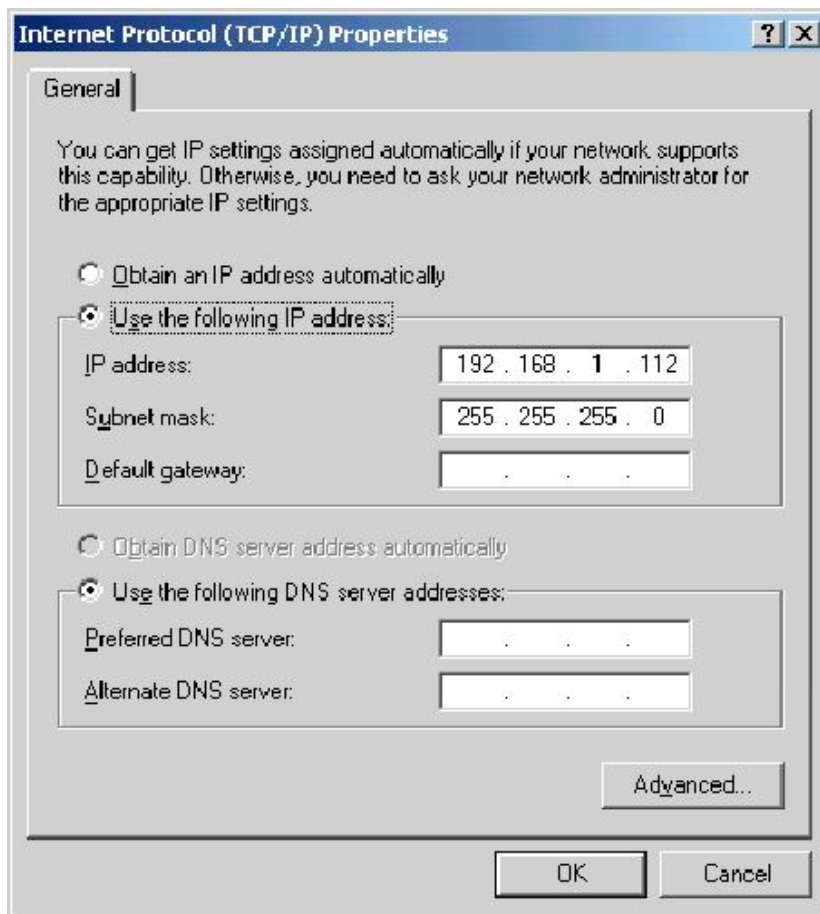 Internet Protocol (TCP/IP) Properties
General
You can get IP settings assigned automatically if your network supports
this capability. Otherwise, you need to ask your network administrator for
the appropriate IP settings.
Obtain an IP address automatically
Use the following IP address:
IP address: 192 . 168 . 1 . 112
Subnet mask: 255 . 255 . 255 . 0
Default gateway: . . .
Obtain DNS server address automatically
Use the following DNS server addresses:
Preferred DNS server: . . .
Alternate DNS server: . . .
Advanced...
OK Cancel